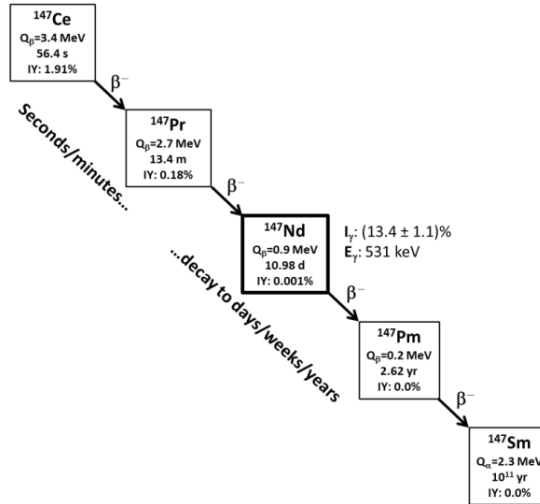 ¹⁴⁷Ce
Qβ=3.4 MeV
56.4 s
IY: 1.91%
β⁻
Seconds/minutes...
¹⁴⁷Pr
Qβ=2.7 MeV
13.4 m
IY: 0.18%
β⁻
¹⁴⁷Nd
Qβ=0.9 MeV
10.98 d
IY: 0.001%
Iγ: (13.4 ± 1.1)%
Eγ: 531 keV
...decay to days/weeks/years
β⁻
¹⁴⁷Pm
Qβ=0.2 MeV
2.62 yr
IY: 0.0%
β⁻
¹⁴⁷Sm
Qα=2.3 MeV
10¹¹ yr
IY: 0.0%